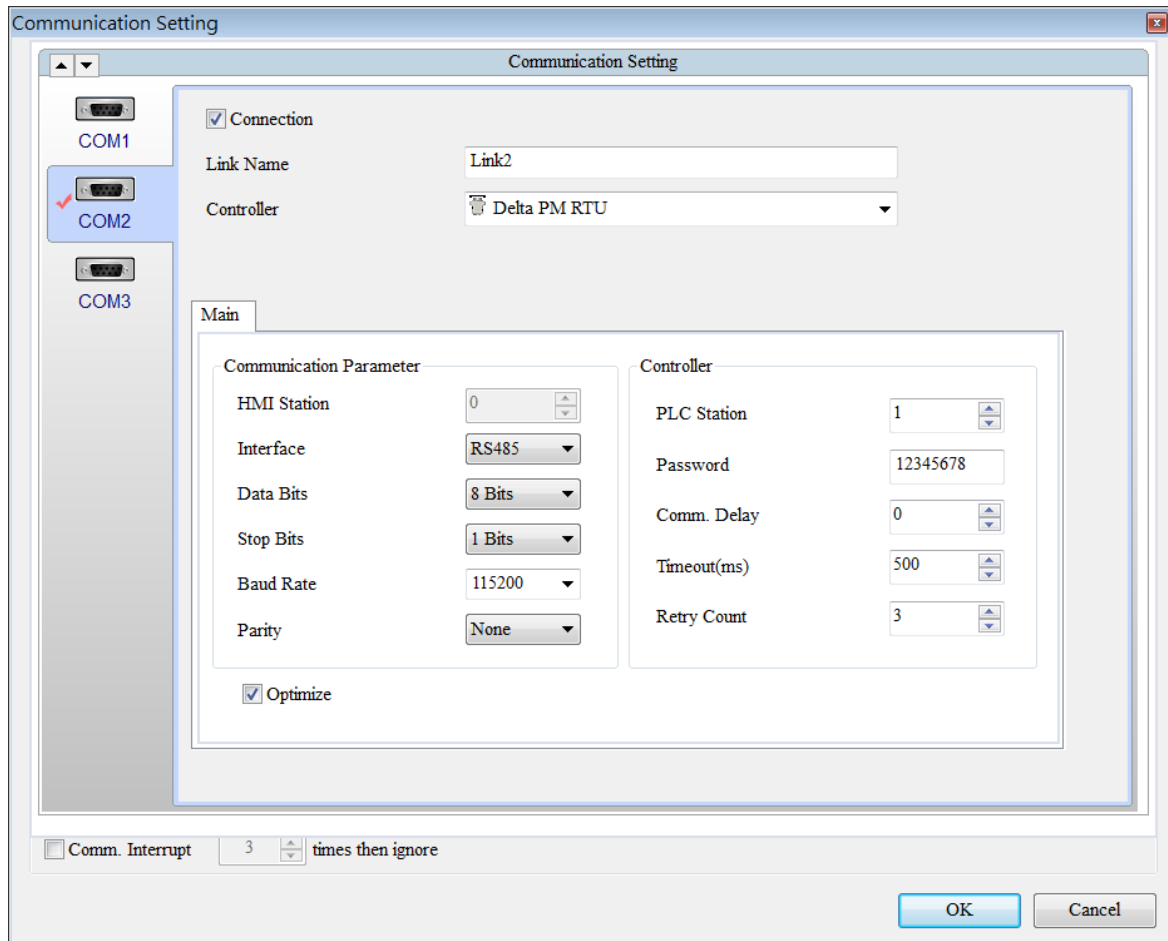 Communication Setting
Communication Setting
COM1
COM2
COM3
Connection
Link Name Link2
Controller Delta PM RTU
Main
Communication Parameter
HMI Station 0
Interface RS485
Data Bits 8 Bits
Stop Bits 1 Bits
Baud Rate 115200
Parity None
Controller
PLC Station 1
Password 12345678
Comm. Delay 0
Timeout(ms) 500
Retry Count 3
Optimize
Comm. Interrupt 3 times then ignore
OK Cancel